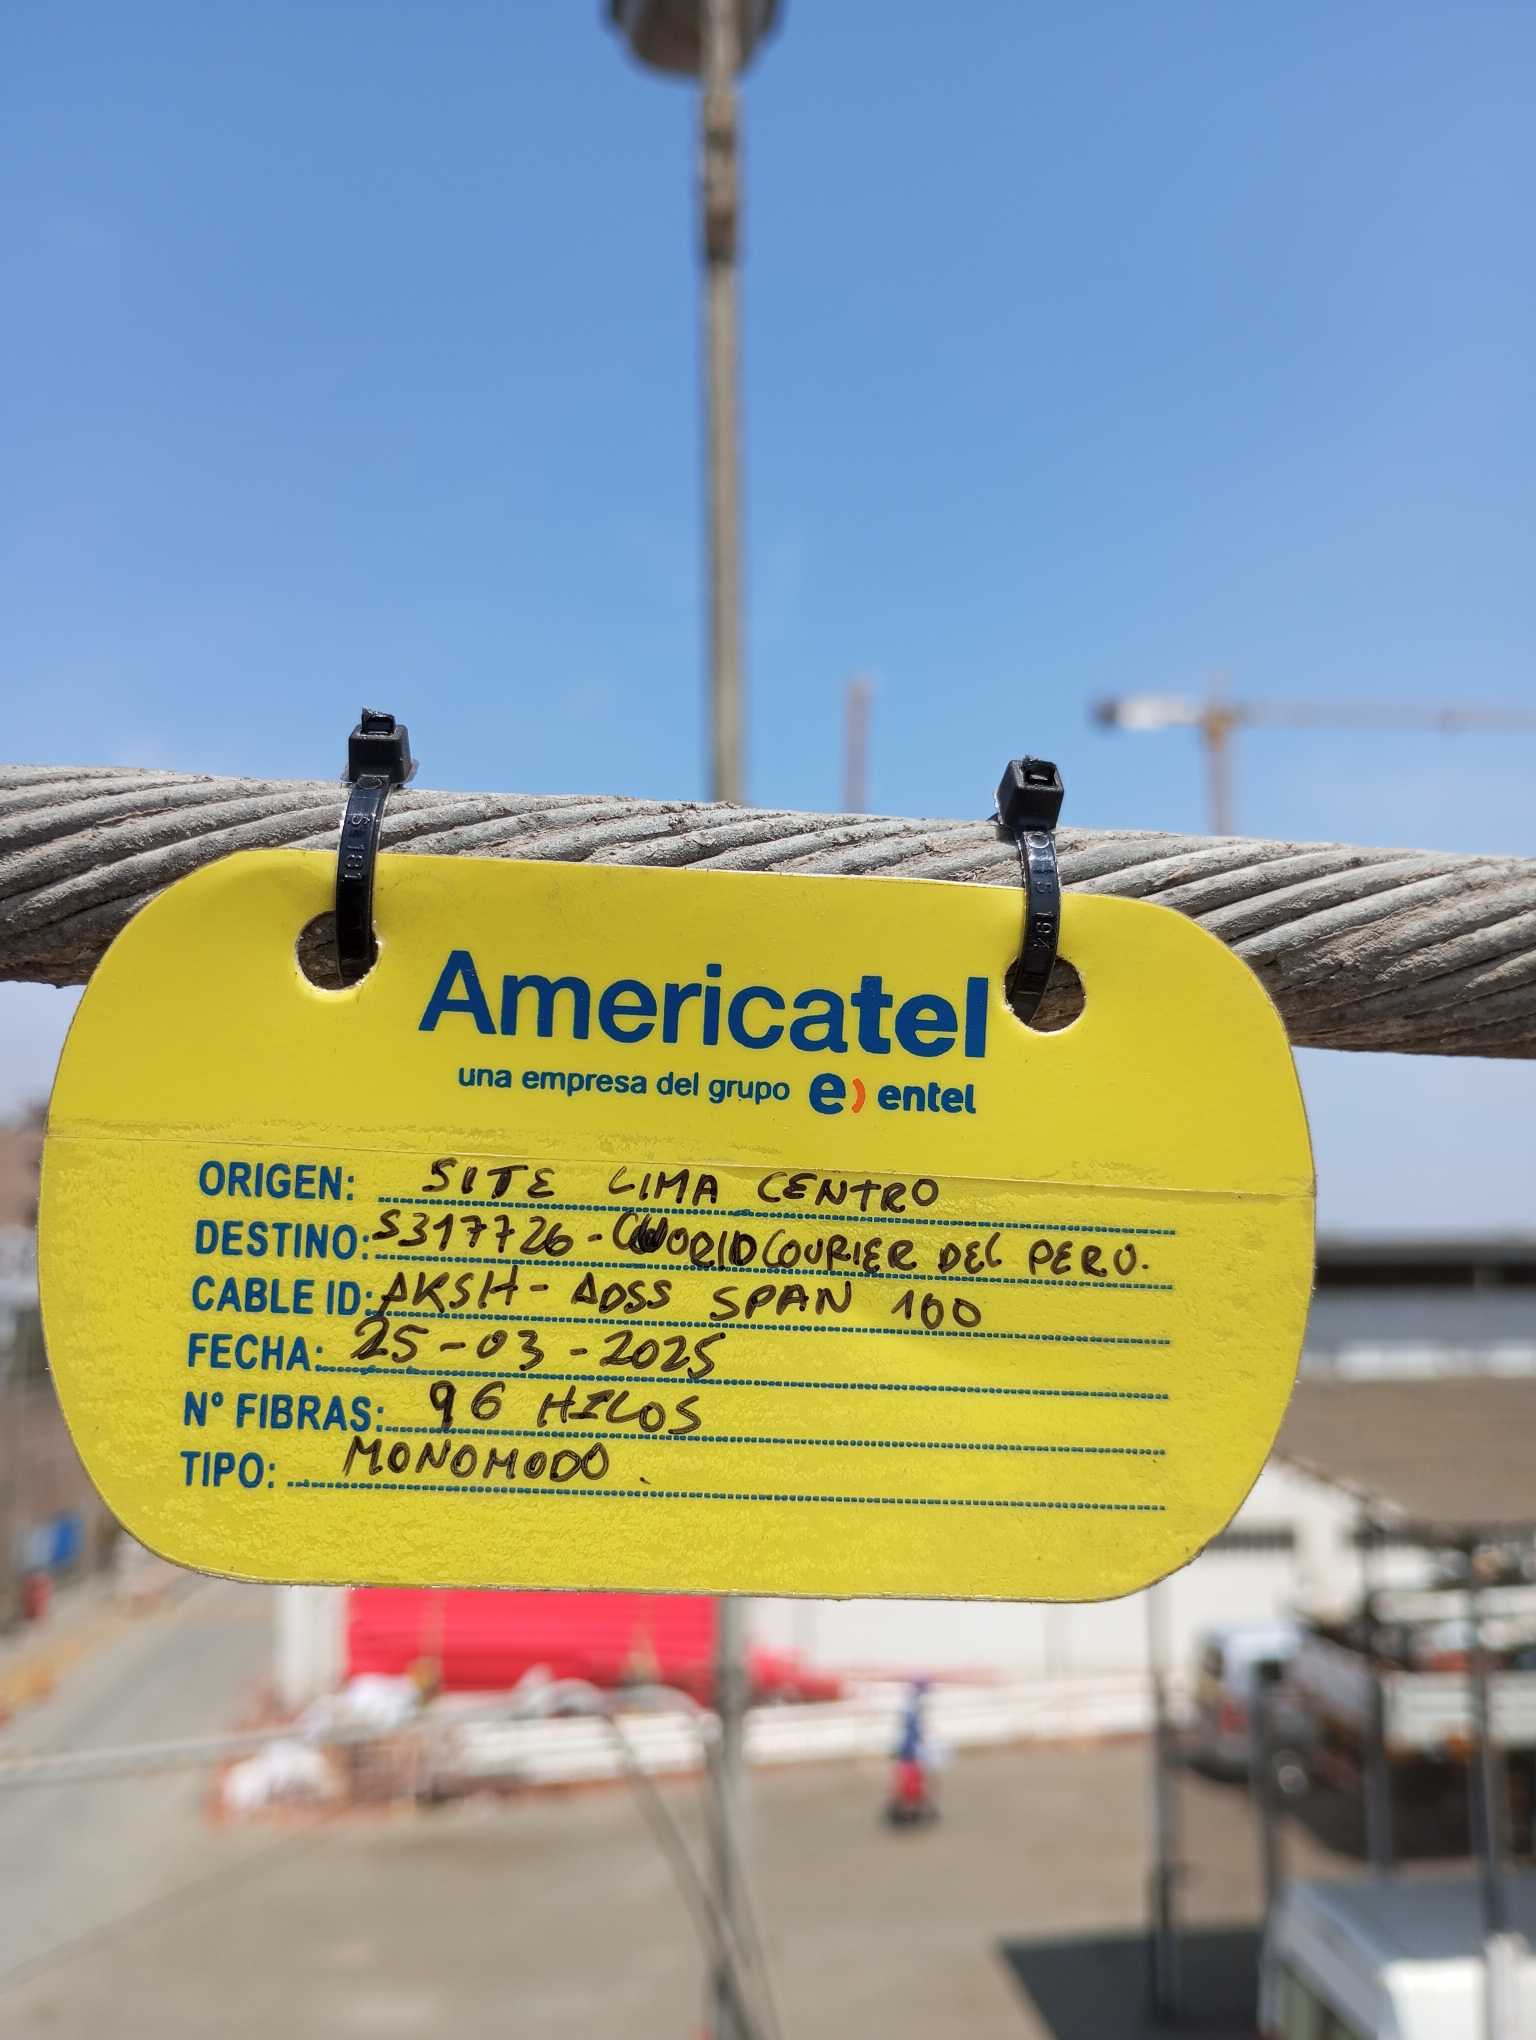 Americatel
una empresa del grupo e) entel
ORIGEN: SITE LIMA CENTRO
DESTINO: S317726-WORLDCOURIER DEL PERU.
CABLE ID: AKSH-ADSS SPAN 100
FECHA: 25-03-2025
Nº FIBRAS: 96 HILOS
TIPO: MONOMODO.